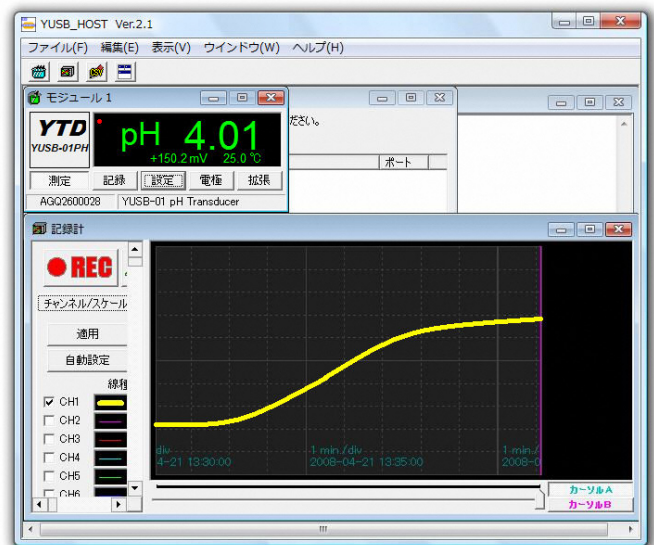 YUSB_HOST Ver.2.1
ファイル(F) 編集(E) 表示(V) ウインドウ(W) ヘルプ(H)
モジュール 1
YTD
YUSB-01PH
pH 4.01
+150.2 mV 25.0 ℃
測定 記録 設定 電極 拡張
AGQ2600028 YUSB-01 pH Transducer
ださい。
ポート
記録計
REC
チャンネル/スケール
適用
自動設定
線種
CH1
CH2
CH3
CH4
CH5
CH6
div 1 min./div 1 min./
4-21 13:30:00 2008-04-21 13:35:00 2008-0
カーソルA
カーソルB